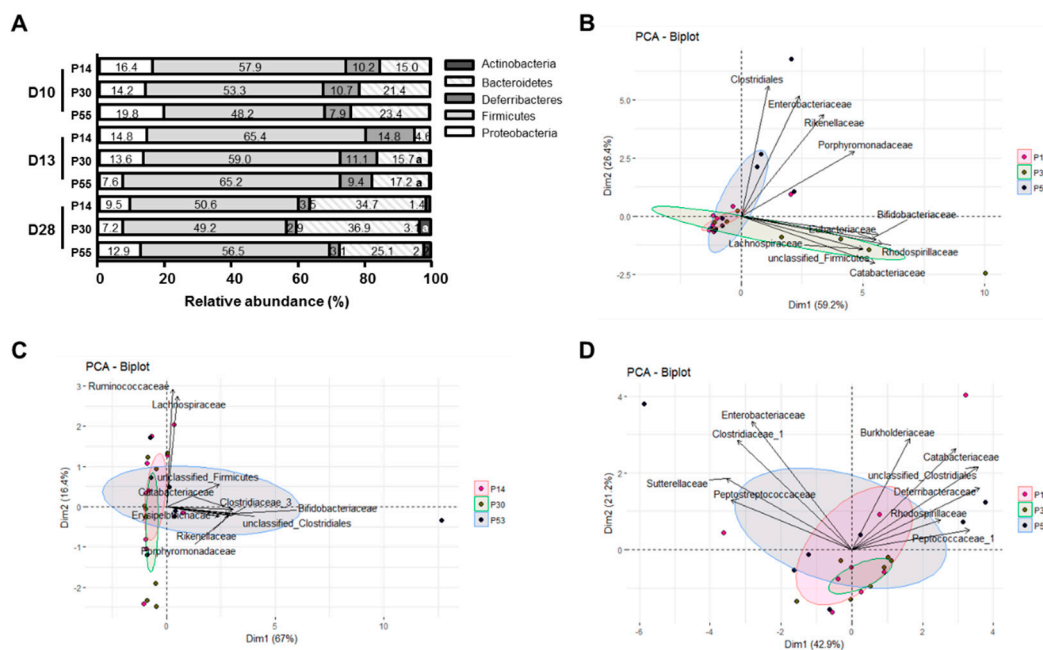 A
P14 16.4 57.9 10.2 15.0
D10 P30 14.2 53.3 10.7 21.4
P55 19.8 48.2 7.9 23.4
P14 14.8 65.4 14.8 4.6
D13 P30 13.6 59.0 11.1 15.7 a
P55 7.6 65.2 9.4 17.2 a
P14 9.5 50.6 3.5 34.7 1.4
D28 P30 7.2 49.2 2.9 36.9 3.1
P55 12.9 56.5 3.1 25.1 2
0 20 40 60 80 100
Relative abundance (%)
Actinobacteria
Bacteroidetes
Deferribacteres
Firmicutes
Proteobacteria
B
PCA - Biplot
Clostridiales
Enterobacteriaceae
Rikenellaceae
Porphyromonadaceae
Bifidobacteriaceae
Eubacteriaceae
Lachnospiraceae
Rhodospirillaceae
unclassified_Firmicutes
Catabacteriaceae
5.0
2.5
0.0
-2.5
Dim2 (26.4%)
0 5 10
Dim1 (59.2%)
P1
P3
P5
C
PCA - Biplot
Ruminococcaceae
Lachnospiraceae
unclassified_Firmicutes
Catabacteriaceae
Clostridiaceae_3
Bifidobacteriaceae
unclassified_Clostridiales
Rikenellaceae
Porphyromonadaceae
3
2
1
0
-1
-2
Dim2 (16.4%)
0 5 10
Dim1 (67%)
P14
P30
P53
D
PCA - Biplot
Enterobacteriaceae
Clostridiaceae_1
Burkholderiaceae
Catabacteriaceae
unclassified_Clostridiales
Sutterellaceae
Deferribacteraceae
Peptostreptococcaceae
Rhodospirillaceae
Peptococcaceae_1
4
2
0
Dim2 (21.2%)
-4 -2 0 2 4
Dim1 (42.9%)
P1
P3
P5